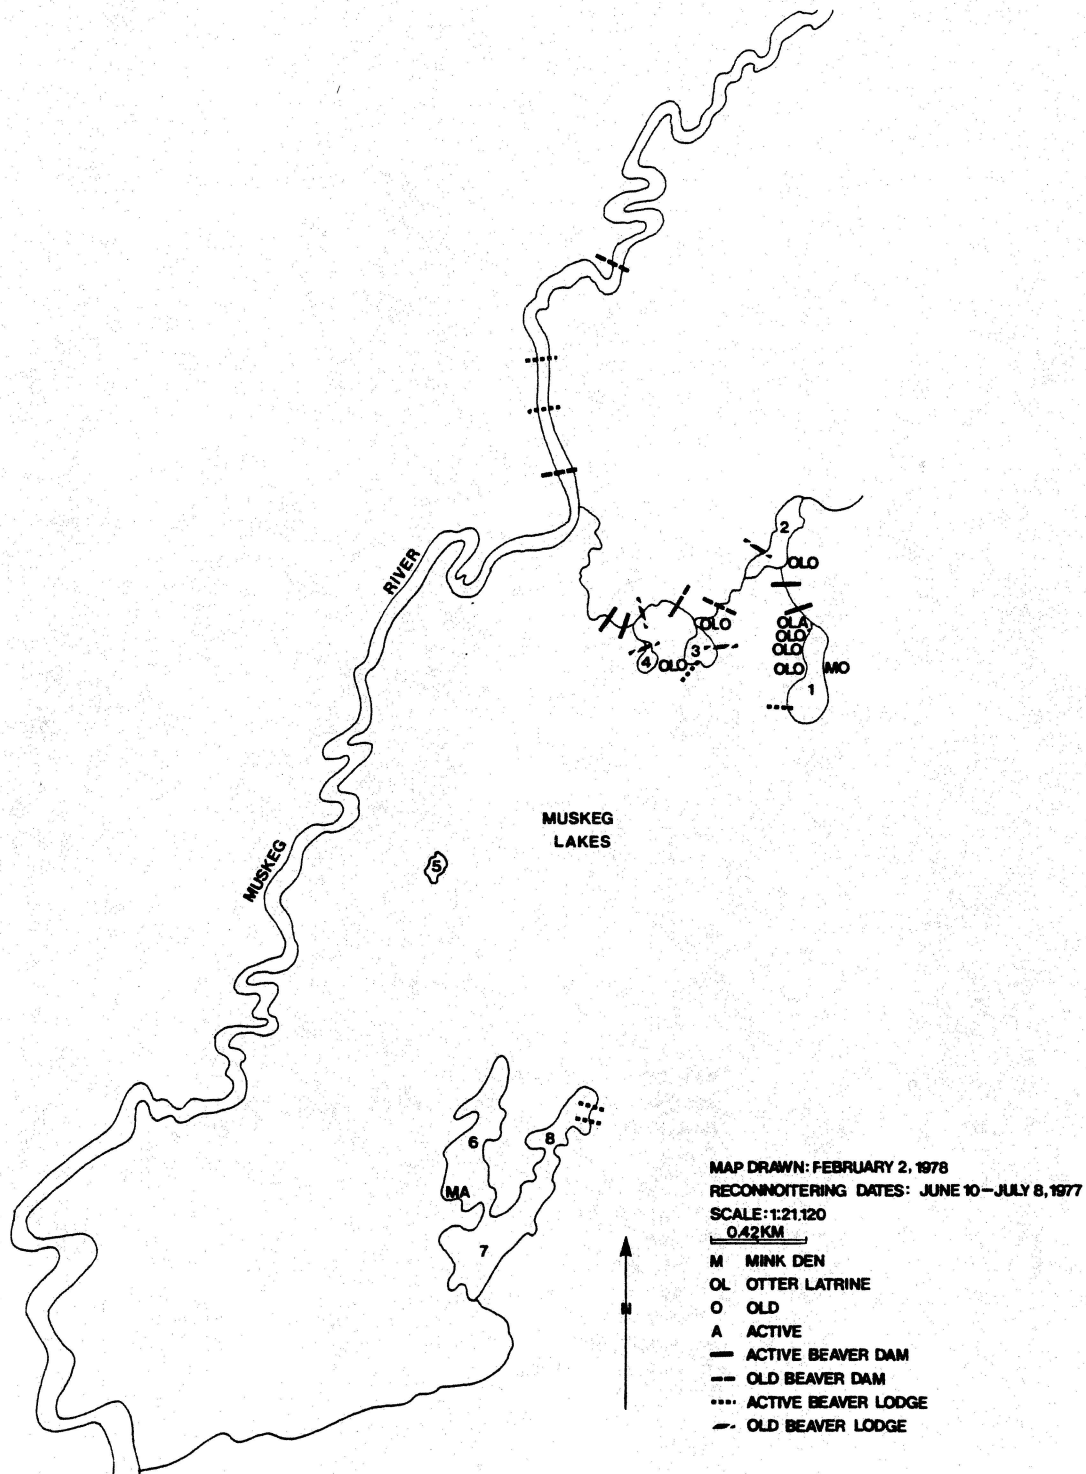 2
RIVER
OLO
OLO
OLA
OLO
OLO
3
4
OLO
OLO
MO
1
MUSKEG
LAKES
MUSKEG
5
6
8
MA
7
MAP DRAWN: FEBRUARY 2, 1978
RECONNOITERING DATES: JUNE 10-JULY 8, 1977
SCALE: 1:21,120
0.42 KM
M MINK DEN
OL OTTER LATRINE
N
O OLD
A ACTIVE
ACTIVE BEAVER DAM
OLD BEAVER DAM
ACTIVE BEAVER LODGE
OLD BEAVER LODGE